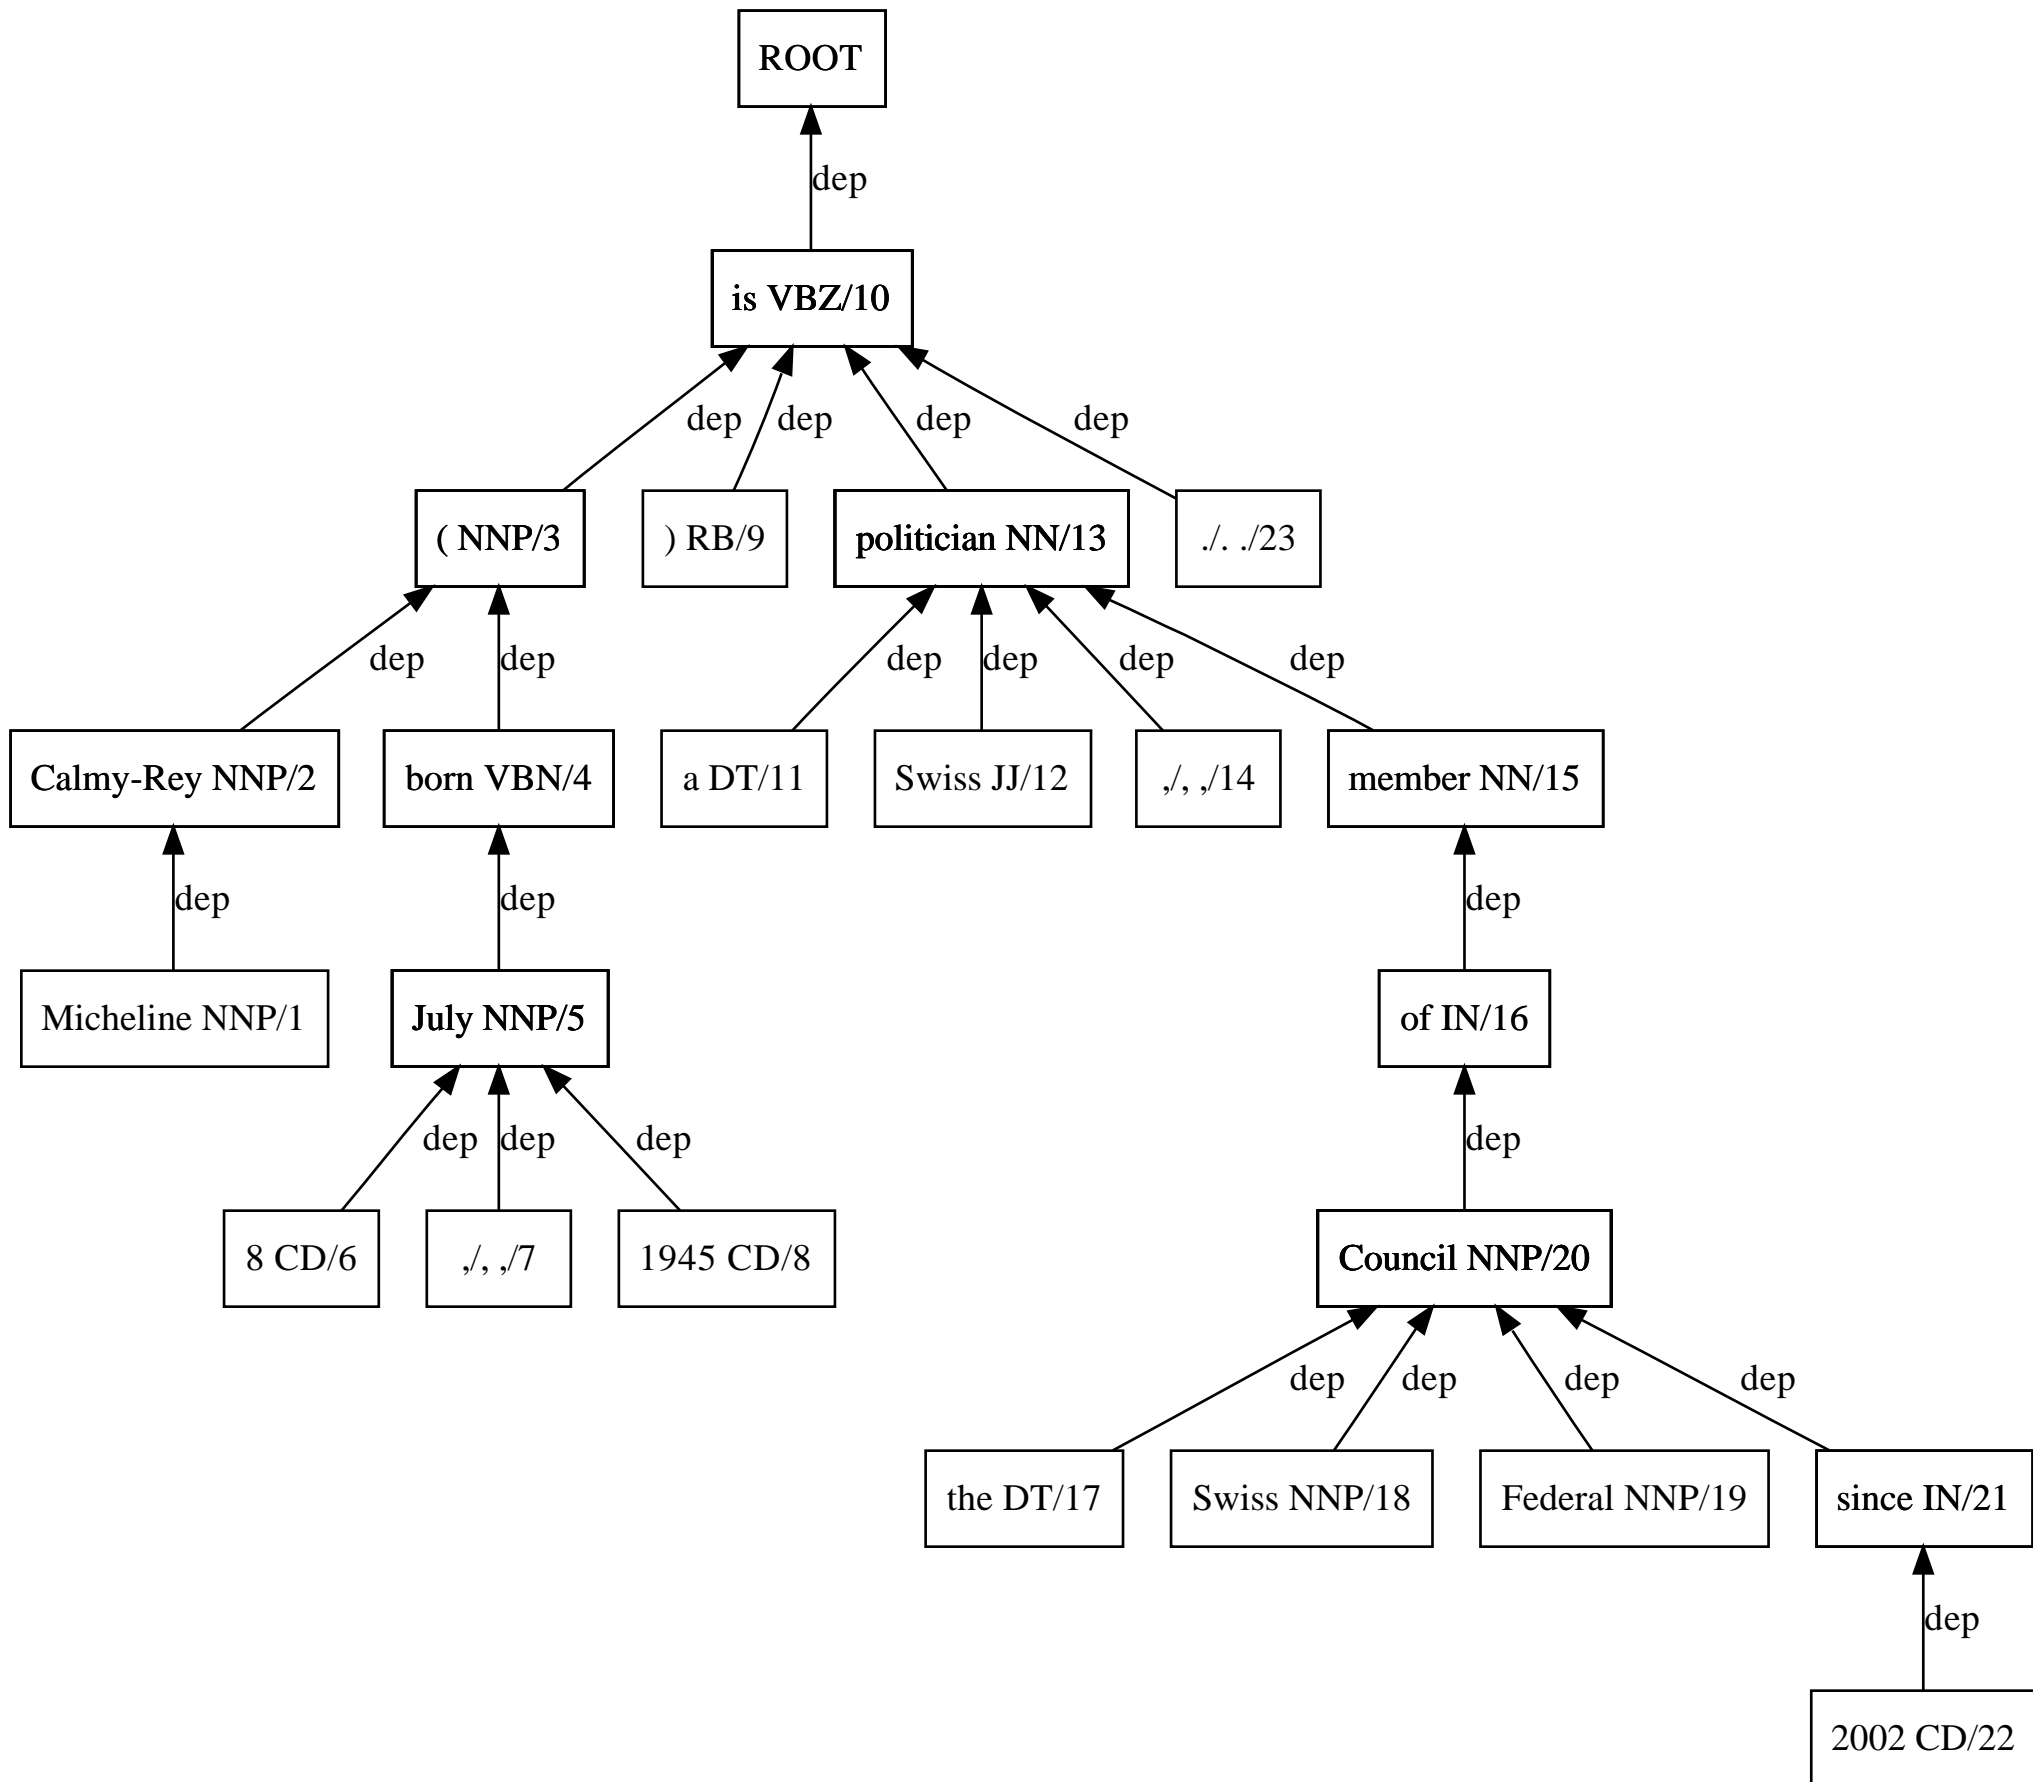 ROOT
dep
is VBZ/10
dep dep dep dep
( NNP/3 ) RB/9 politician NN/13 ./. ./23
dep dep dep dep dep dep
Calmy-Rey NNP/2 born VBN/4 a DT/11 Swiss JJ/12 ,/, ,/14 member NN/15
dep dep dep
Micheline NNP/1 July NNP/5 of IN/16
dep dep dep dep
8 CD/6 ,/, ,/7 1945 CD/8 Council NNP/20
dep dep dep dep
the DT/17 Swiss NNP/18 Federal NNP/19 since IN/21
dep
2002 CD/22